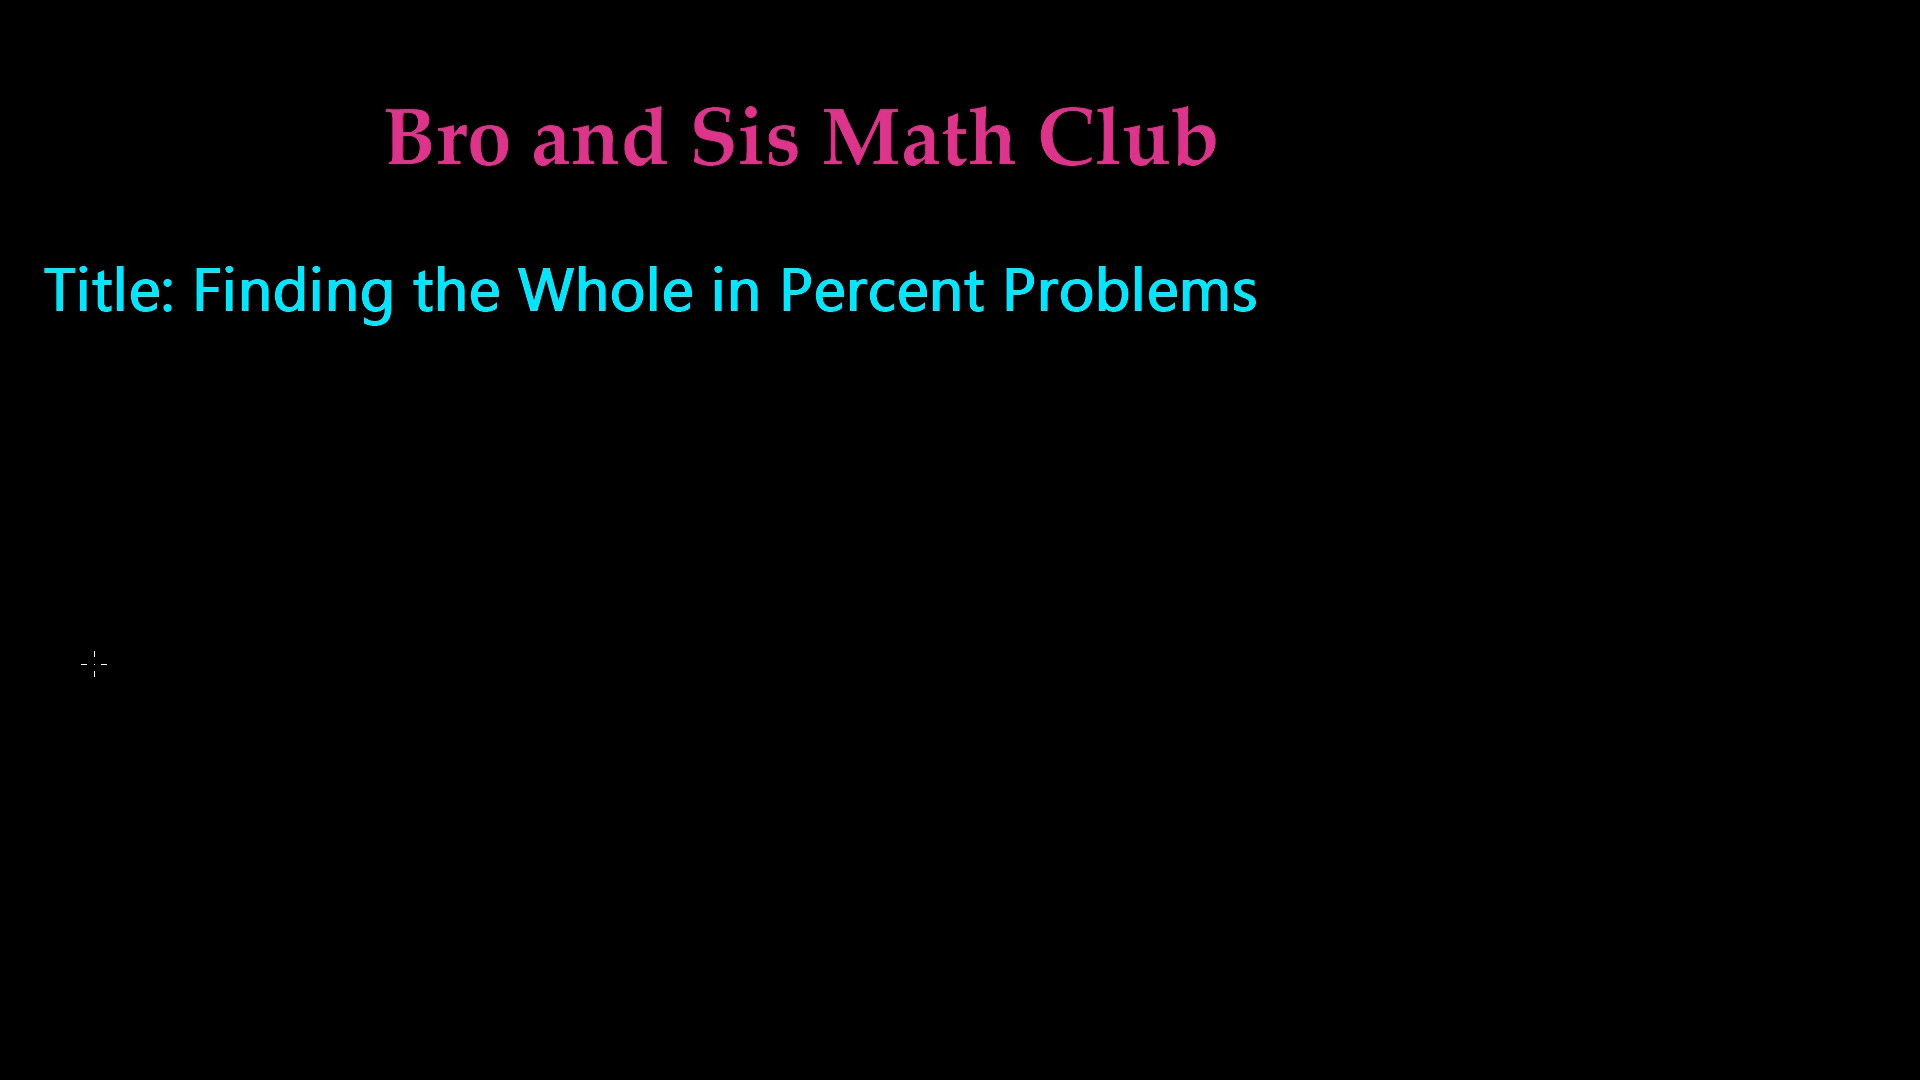 Bro and Sis Math Club
Title: Finding the Whole in Percent Problems